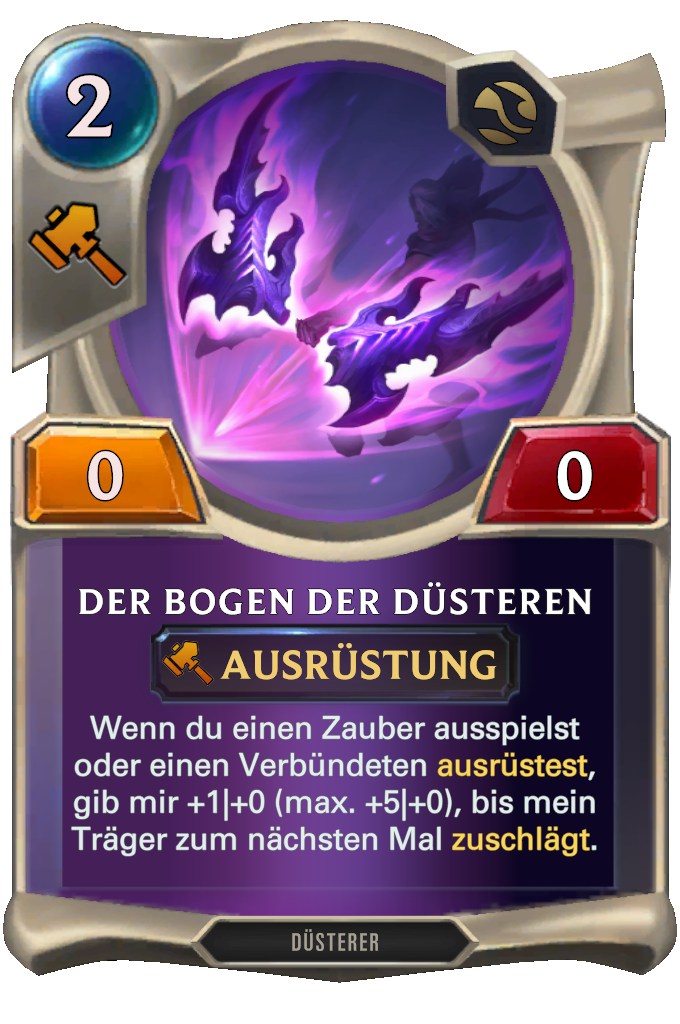 2
0
0
DER BOGEN DER DÜSTEREN
AUSRÜSTUNG
Wenn du einen Zauber ausspielst
oder einen Verbündeten ausrüstest,
gib mir +1|+0 (max. +5|+0), bis mein
Träger zum nächsten Mal zuschlägt.
DÜSTERER